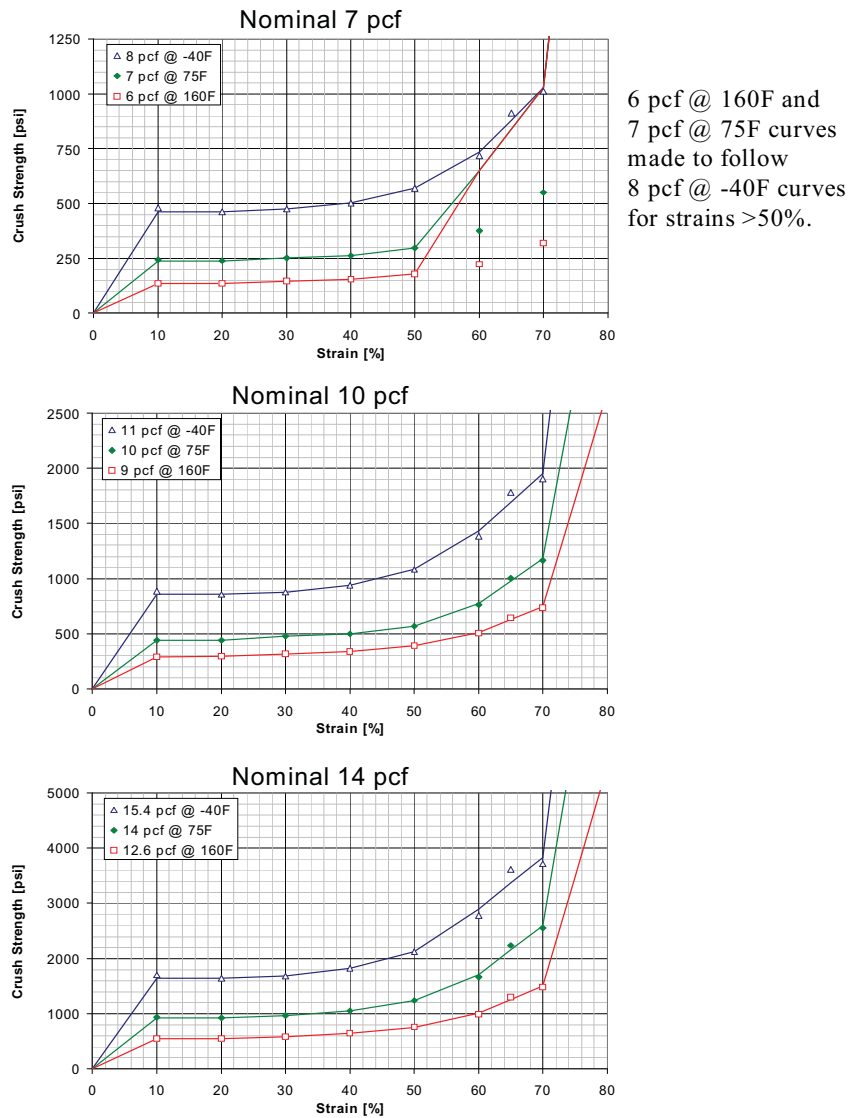 Nominal 7 pcf
1250
1000
750
500
250
0
Crush Strength [psi]
8 pcf @ -40F
7 pcf @ 75F
6 pcf @ 160F
0 10 20 30 40 50 60 70 80
Strain [%]
6 pcf @ 160F and
7 pcf @ 75F curves
made to follow
8 pcf @ -40F curves
for strains >50%.
Nominal 10 pcf
2500
2000
1500
1000
500
0
Crush Strength [psi]
11 pcf @ -40F
10 pcf @ 75F
9 pcf @ 160F
0 10 20 30 40 50 60 70 80
Strain [%]
Nominal 14 pcf
5000
4000
3000
2000
1000
0
Crush Strength [psi]
15.4 pcf @ -40F
14 pcf @ 75F
12.6 pcf @ 160F
0 10 20 30 40 50 60 70 80
Strain [%]